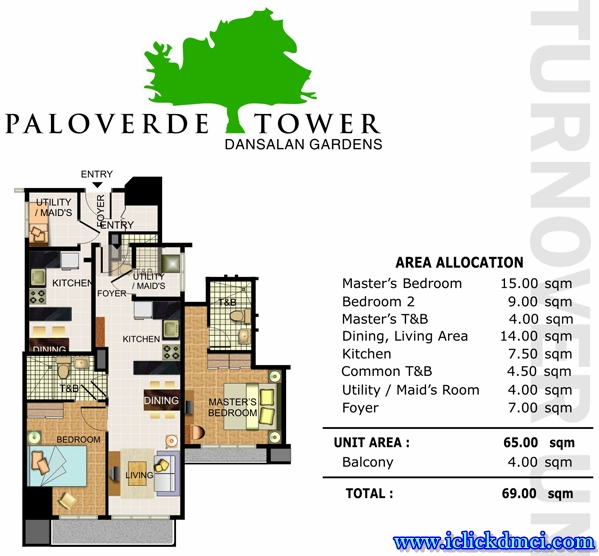 PALOVERDE TOWER
DANSALAN GARDENS
TURNOVER UN
ENTRY
UTILITY
/ MAID'S
FOYER
ENTRY
KITCHEN
T&B
UTILITY
/ MAID'S
FOYER
T&B
KITCHEN
DINING
T&B
DINING
MASTER'S
BEDROOM
BEDROOM
LIVING
AREA ALLOCATION
Master's Bedroom 15.00 sqm
Bedroom 2 9.00 sqm
Master's T&B 4.00 sqm
Dining, Living Area 14.00 sqm
Kitchen 7.50 sqm
Common T&B 4.50 sqm
Utility / Maid's Room 4.00 sqm
Foyer 7.00 sqm
UNIT AREA : 65.00 sqm
Balcony 4.00 sqm
TOTAL : 69.00 sqm
www.iclickdmci.com